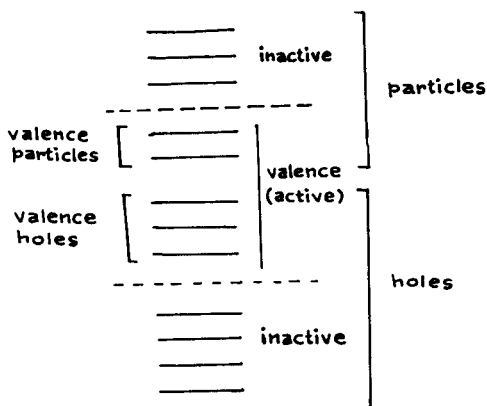 inactive
particles
valence
particles
valence
(active)
valence
holes
holes
inactive